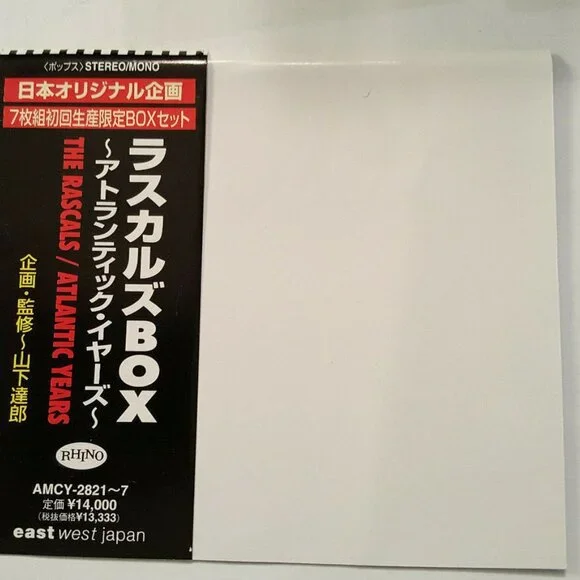 〈ポップス〉STEREO/MONO
日本オリジナル企画
7枚組初回生産限定BOXセット
ラスカルズBOX
〜アトランティック・イヤーズ〜
THE RASCALS / ATLANTIC YEARS
企画・監修〜山下達郎
RHINO
AMCY-2821〜7
定価 ¥14,000
(税抜価格¥13,333)
east west japan